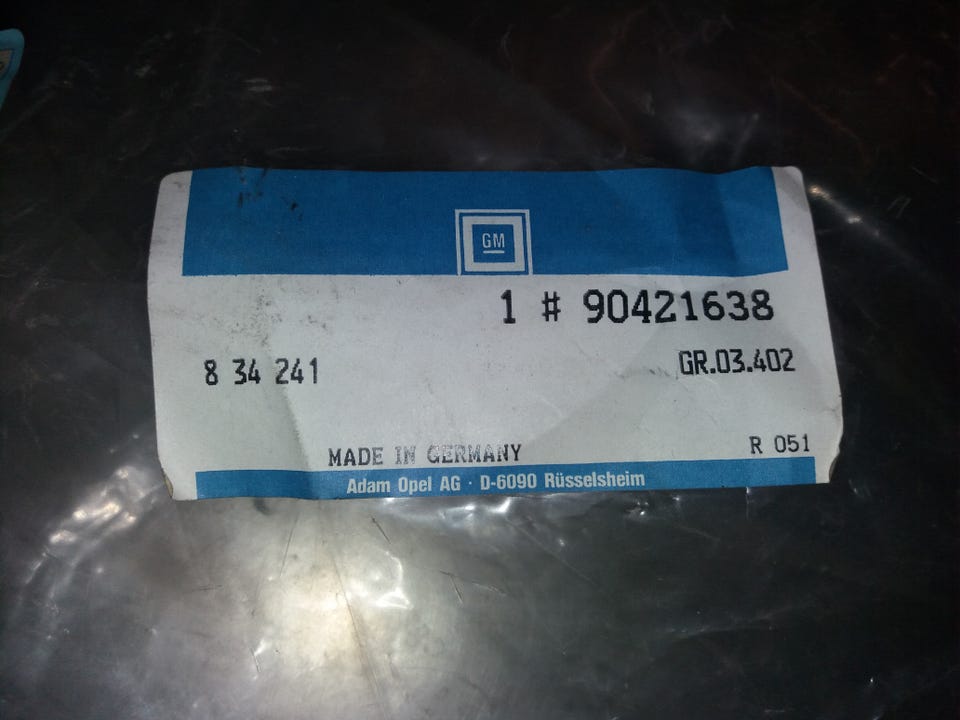 GM
1 # 90421638
8 34 241 GR.03.402
MADE IN GERMANY R 051
Adam Opel AG · D-6090 Rüsselsheim